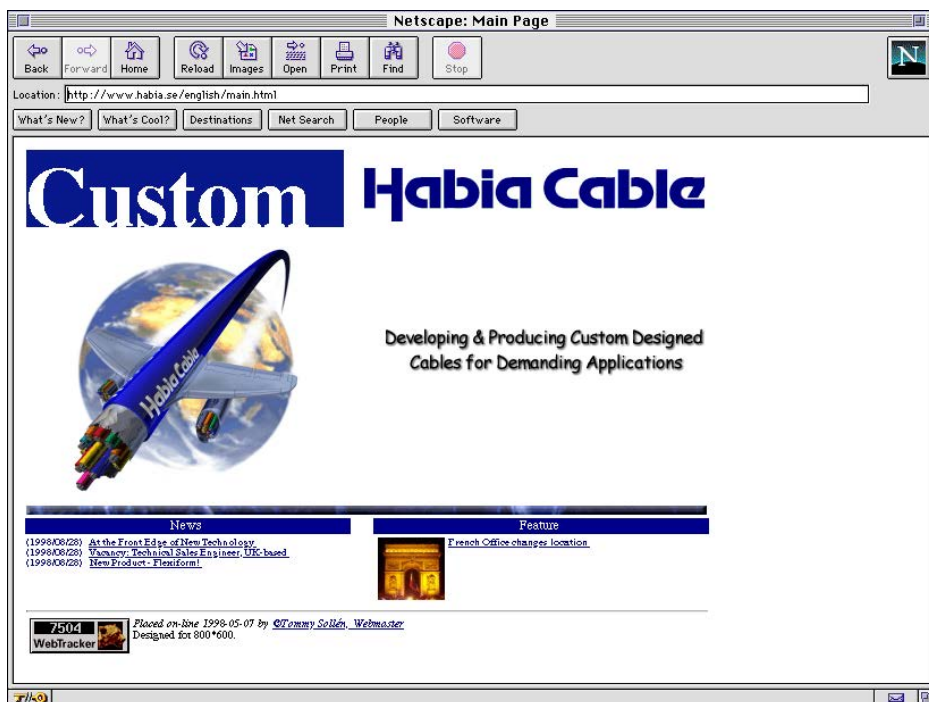 Netscape: Main Page
Back Forward Home Reload Images Open Print Find Stop
N
Location: http://www.habia.se/english/main.html
What's New? What's Cool? Destinations Net Search People Software
Custom Habia Cable
Habia Cable
Developing & Producing Custom Designed
Cables for Demanding Applications
News
(1998/08/28) At the Front Edge of New Technology
(1998/08/28) Vacancy: Technical Sales Engineer, UK-based
(1998/08/28) New Product - Flexiform!
Feature
French Office changes location
7504
WebTracker
Placed on-line 1998-05-07 by ©Tommy Sollén, Webmaster
Designed for 800*600.